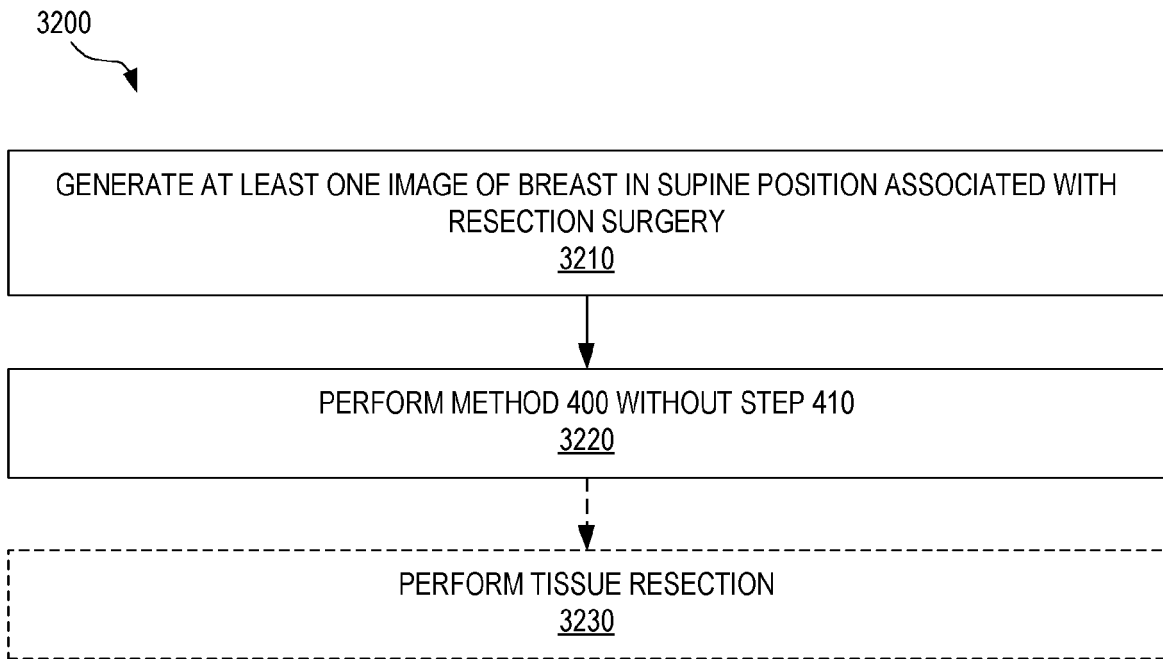 3200
GENERATE AT LEAST ONE IMAGE OF BREAST IN SUPINE POSITION ASSOCIATED WITH
RESECTION SURGERY
3210
PERFORM METHOD 400 WITHOUT STEP 410
3220
PERFORM TISSUE RESECTION
3230